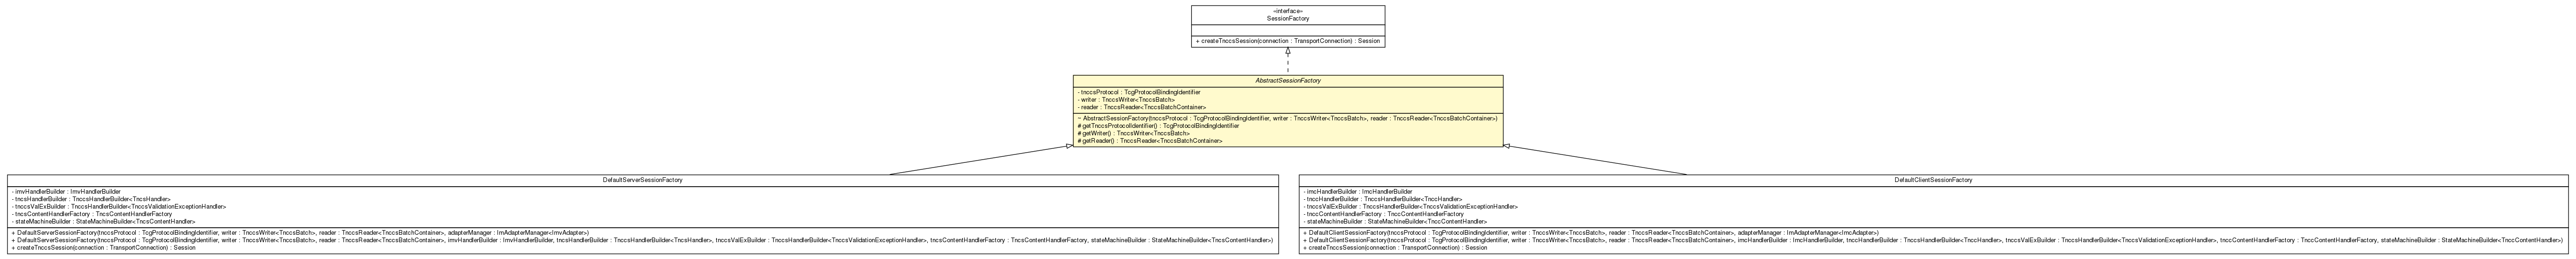 «interface»
SessionFactory
+ createTnccsSession(connection : TransportConnection) : Session
AbstractSessionFactory
- tnccsProtocol : TcgProtocolBindingIdentifier
- writer : TnccsWriter<TnccsBatch>
- reader : TnccsReader<TnccsBatchContainer>
~ AbstractSessionFactory(tnccsProtocol : TcgProtocolBindingIdentifier, writer : TnccsWriter<TnccsBatch>, reader : TnccsReader<TnccsBatchContainer>)
# getTnccsProtocolIdentifier() : TcgProtocolBindingIdentifier
# getWriter() : TnccsWriter<TnccsBatch>
# getReader() : TnccsReader<TnccsBatchContainer>
DefaultServerSessionFactory
- imvHandlerBuilder : ImvHandlerBuilder
- tncsHandlerBuilder : TnccsHandlerBuilder<TncsHandler>
- tnccsValExBuilder : TnccsHandlerBuilder<TnccsValidationExceptionHandler>
- tncsContentHandlerFactory : TncsContentHandlerFactory
- stateMachineBuilder : StateMachineBuilder<TncsContentHandler>
+ DefaultServerSessionFactory(tnccsProtocol : TcgProtocolBindingIdentifier, writer : TnccsWriter<TnccsBatch>, reader : TnccsReader<TnccsBatchContainer>, adapterManager : ImAdapterManager<ImvAdapter>)
+ DefaultServerSessionFactory(tnccsProtocol : TcgProtocolBindingIdentifier, writer : TnccsWriter<TnccsBatch>, reader : TnccsReader<TnccsBatchContainer>, imvHandlerBuilder : ImvHandlerBuilder, tncsHandlerBuilder : TnccsHandlerBuilder<TncsHandler>, tnccsValExBuilder : TnccsHandlerBuilder<TnccsValidationExceptionHandler>, tncsContentHandlerFactory : TncsContentHandlerFactory, stateMachineBuilder : StateMachineBuilder<TncsContentHandler>)
+ createTnccsSession(connection : TransportConnection) : Session
DefaultClientSessionFactory
- imcHandlerBuilder : ImcHandlerBuilder
- tnccHandlerBuilder : TnccsHandlerBuilder<TnccHandler>
- tnccsValExBuilder : TnccsHandlerBuilder<TnccsValidationExceptionHandler>
- tnccContentHandlerFactory : TnccContentHandlerFactory
- stateMachineBuilder : StateMachineBuilder<TnccContentHandler>
+ DefaultClientSessionFactory(tnccsProtocol : TcgProtocolBindingIdentifier, writer : TnccsWriter<TnccsBatch>, reader : TnccsReader<TnccsBatchContainer>, adapterManager : ImAdapterManager<ImcAdapter>)
+ DefaultClientSessionFactory(tnccsProtocol : TcgProtocolBindingIdentifier, writer : TnccsWriter<TnccsBatch>, reader : TnccsReader<TnccsBatchContainer>, imcHandlerBuilder : ImcHandlerBuilder, tnccHandlerBuilder : TnccsHandlerBuilder<TnccHandler>, tnccsValExBuilder : TnccsHandlerBuilder<TnccsValidationExceptionHandler>, tnccContentHandlerFactory : TnccContentHandlerFactory, stateMachineBuilder : StateMachineBuilder<TnccContentHandler>)
+ createTnccsSession(connection : TransportConnection) : Session